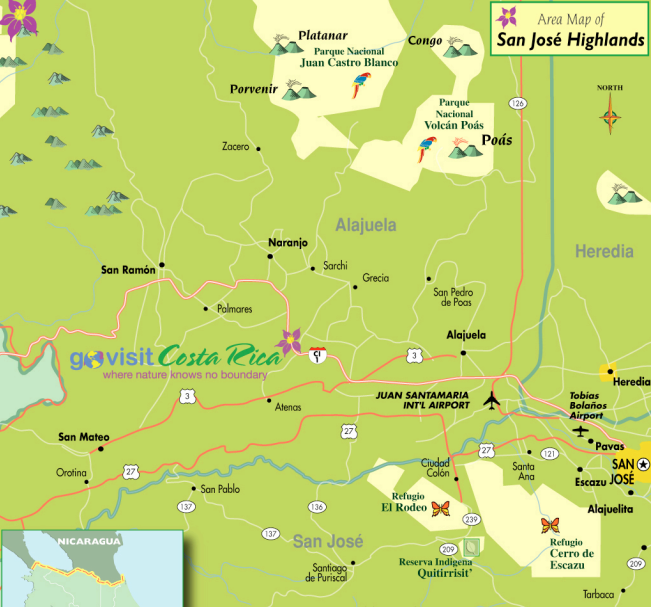 Area Map of
San José Highlands
Platanar
Parque Nacional
Juan Castro Blanco
Congo
Porvenir
Parque
Nacional
Volcán Poás
Poás
NORTH
126
Zacero
Alajuela
Heredia
Naranjo
San Ramón
Sarchi
Grecia
San Pedro
de Poas
Palmares
govisit Costa Rica
where nature knows no boundary
CI
1
3
Alajuela
3
JUAN SANTAMARIA
INT'L AIRPORT
Tobias
Bolaños
Airport
Heredia
Atenas
San Mateo
27
Pavas
27
121
Orotina
27
Ciudad
Colón
Santa
Ana
Escazu
SAN
JOSÉ
San Pablo
137
136
Refugio
El Rodeo
239
Alajuelita
137
San José
209
Refugio
Cerro de
Escazu
Reserva Indigena
Quitirrisit'
Santiago
de Puriscal
209
Tarbaca
NICARAGUA